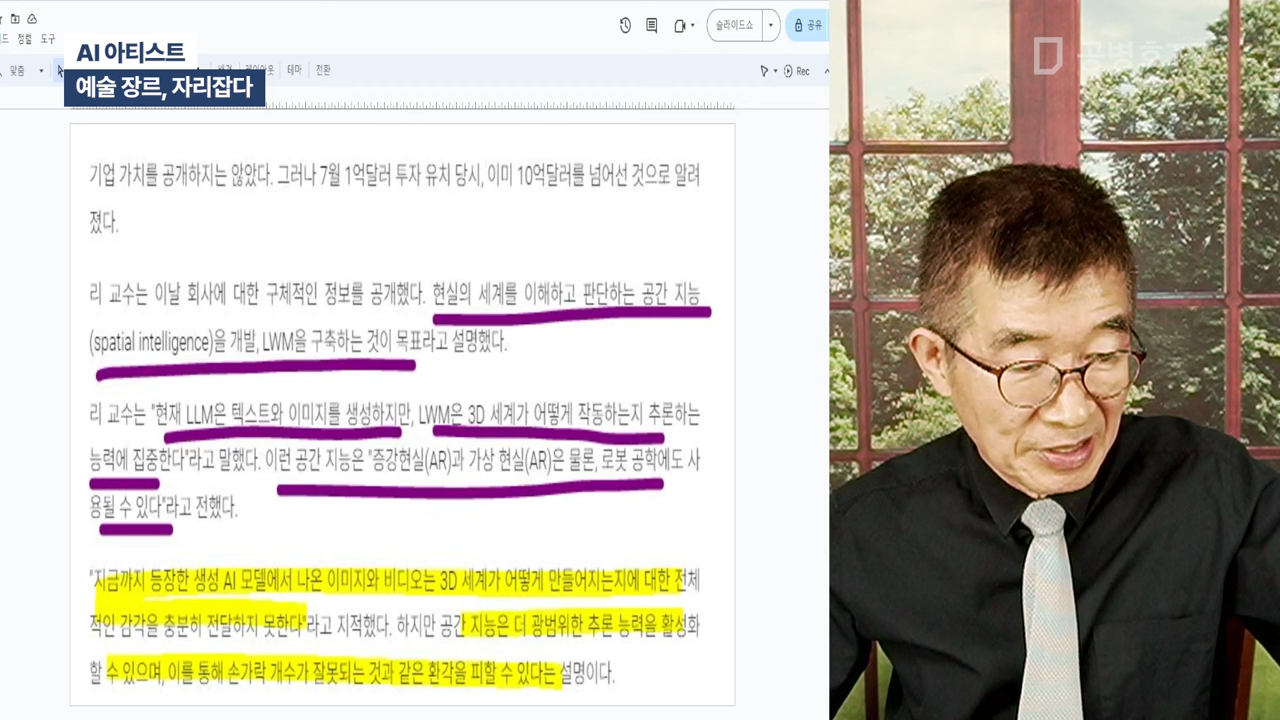 슬라이드쇼
공유
정렬 도구
AI 아티스트
맞춤
테마 전환
Rec
예술 장르, 자리잡다
기업 가치를 공개하지는 않았다. 그러나 7월 1억달러 투자 유치 당시, 이미 10억달러를 넘어선 것으로 알려
졌다.
리 교수는 이날 회사에 대한 구체적인 정보를 공개했다. 현실의 세계를 이해하고 판단하는 공간 지능
(spatial intelligence)을 개발, LWM을 구축하는 것이 목표라고 설명했다.
리 교수는 "현재 LLM은 텍스트와 이미지를 생성하지만, LWM은 3D 세계가 어떻게 작동하는지 추론하는
능력에 집중한다"라고 말했다. 이런 공간 지능은 "증강현실(AR)과 가상 현실(AR)은 물론, 로봇 공학에도 사
용될 수 있다"라고 전했다.
"지금까지 등장한 생성 AI 모델에서 나온 이미지와 비디오는 3D 세계가 어떻게 만들어지는지에 대한 전체
적인 감각을 충분히 전달하지 못한다"라고 지적했다. 하지만 공간 지능은 더 광범위한 추론 능력을 활성화
할 수 있으며, 이를 통해 손가락 개수가 잘못되는 것과 같은 환각을 피할 수 있다는 설명이다.